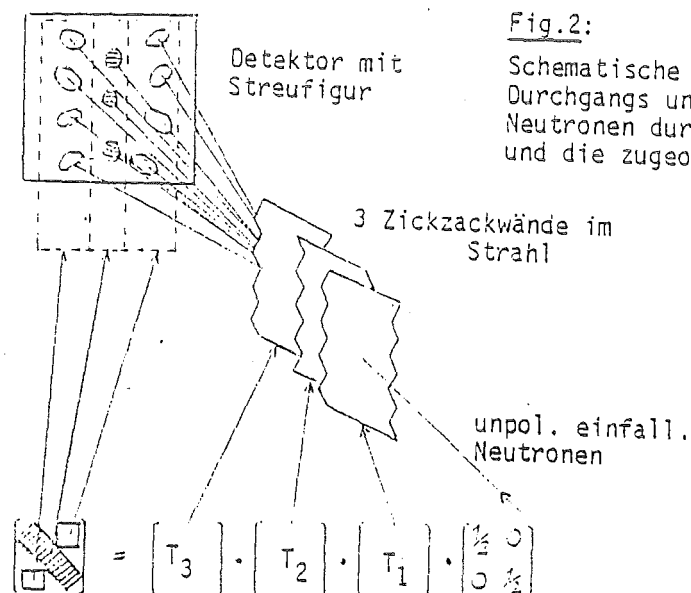 Fig.2:
Detektor mit
Streufigur
Schematische
Durchgangs un
Neutronen dur
und die zugeo
3 Zickzackwände im
Strahl
unpol. einfall.
Neutronen
= [T₃] · [T₂] · [T₁] · [½ 0
0 ½]